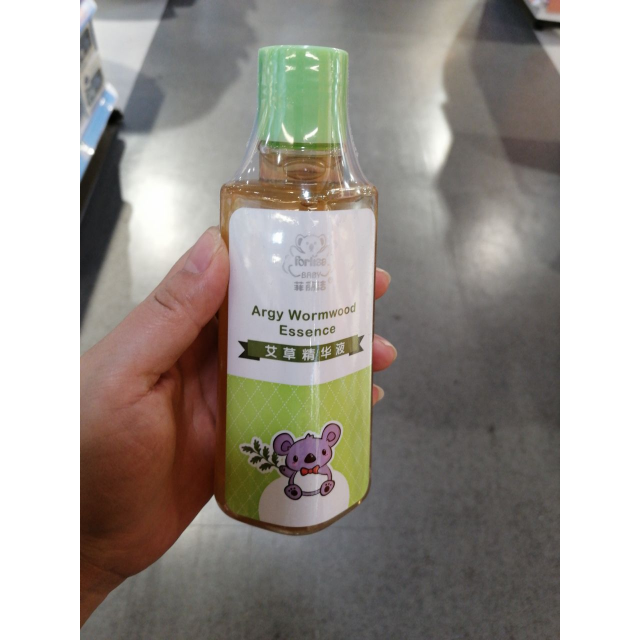 BABY
Argy Wormwood
Essence
艾草精华液